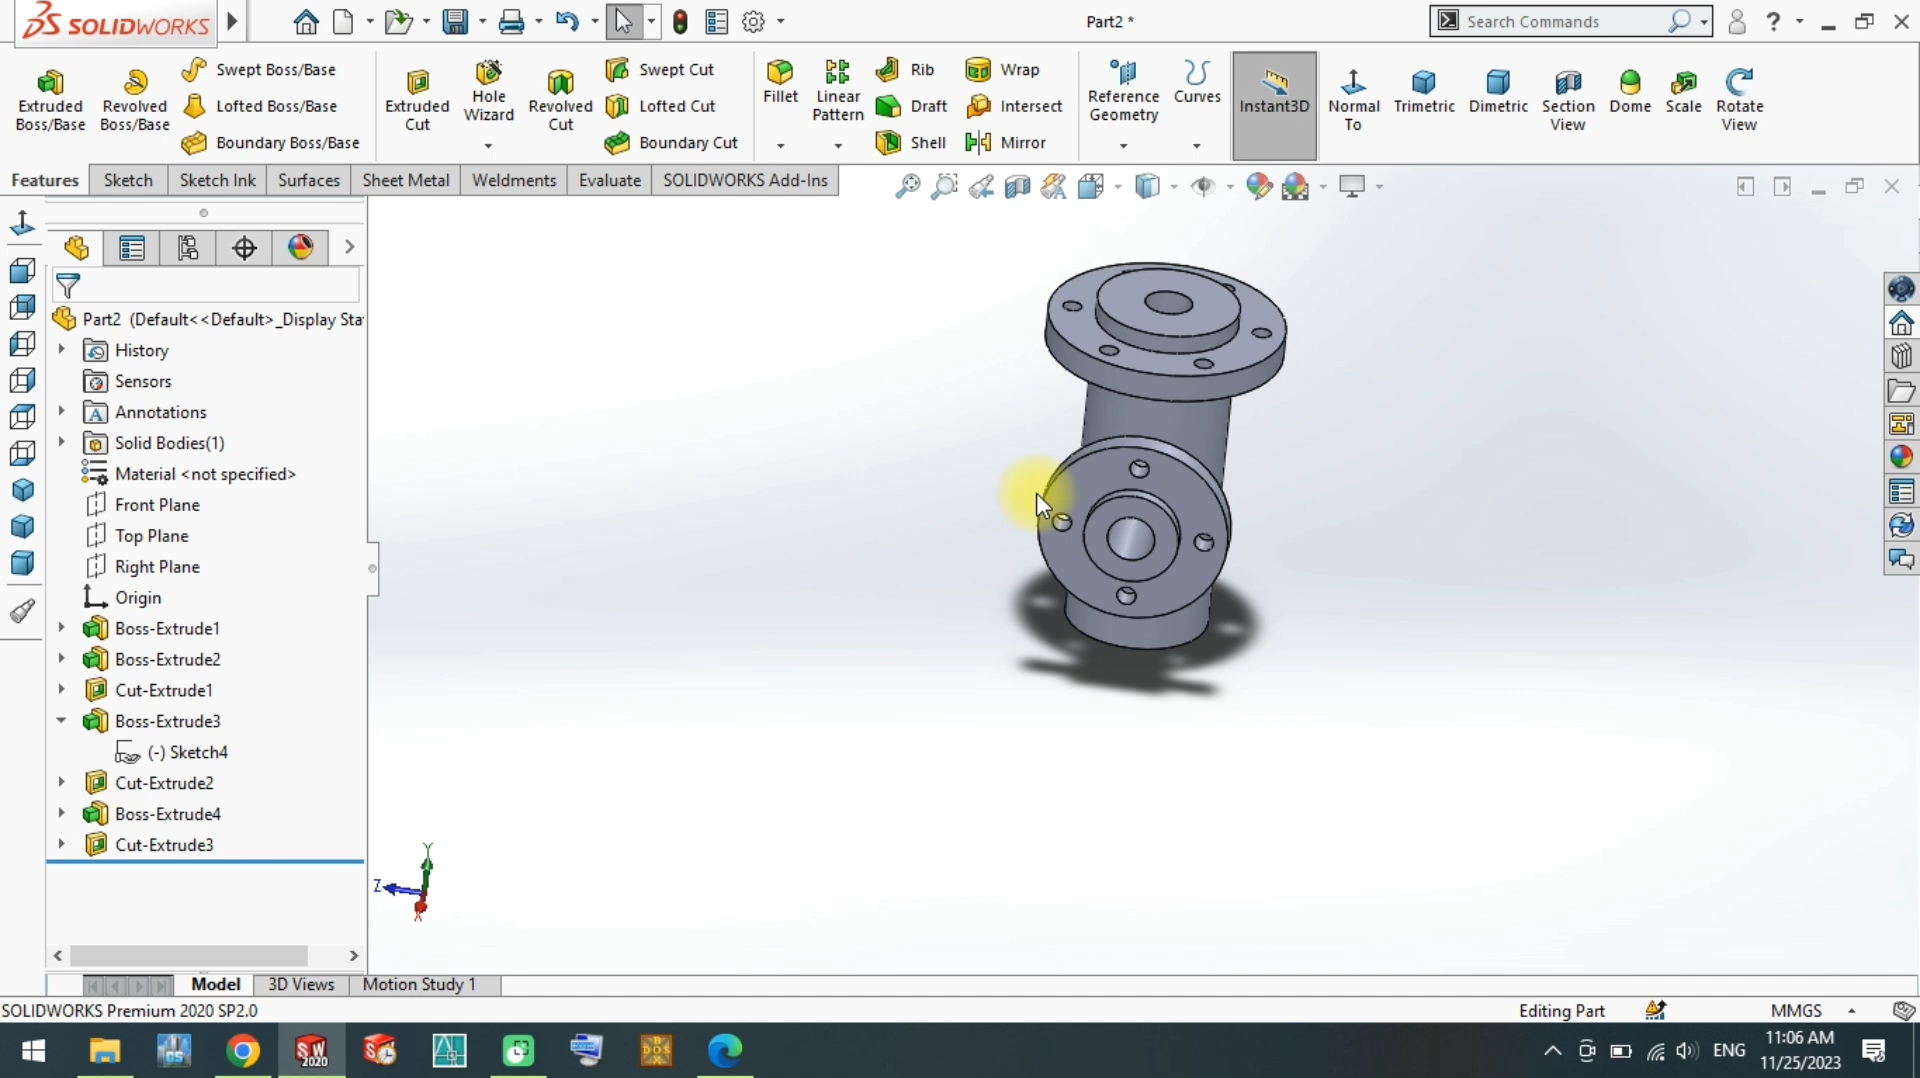 SOLIDWORKS
Part2 *
Search Commands
?
Extruded Boss/Base
Revolved Boss/Base
Swept Boss/Base
Lofted Boss/Base
Boundary Boss/Base
Extruded Cut
Hole Wizard
Revolved Cut
Swept Cut
Lofted Cut
Boundary Cut
Fillet
Linear Pattern
Rib
Draft
Shell
Wrap
Intersect
Mirror
Reference Geometry
Curves
Instant3D
Normal To
Trimetric
Dimetric
Section View
Dome
Scale
Rotate View
Features
Sketch
Sketch Ink
Surfaces
Sheet Metal
Weldments
Evaluate
SOLIDWORKS Add-Ins
Part2 (Default<<Default>_Display Sta
History
Sensors
Annotations
Solid Bodies(1)
Material <not specified>
Front Plane
Top Plane
Right Plane
Origin
Boss-Extrude1
Boss-Extrude2
Cut-Extrude1
Boss-Extrude3
(-) Sketch4
Cut-Extrude2
Boss-Extrude4
Cut-Extrude3
Y
Z
X
Model
3D Views
Motion Study 1
SOLIDWORKS Premium 2020 SP2.0
Editing Part
MMGS
SW
2020
DOS
ENG
11:06 AM
11/25/2023